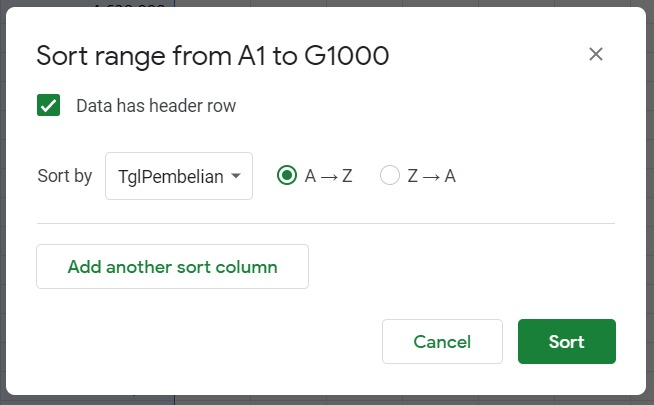 Sort range from A1 to G1000
Data has header row
Sort by TglPembelian A → Z Z → A
Add another sort column
Cancel Sort